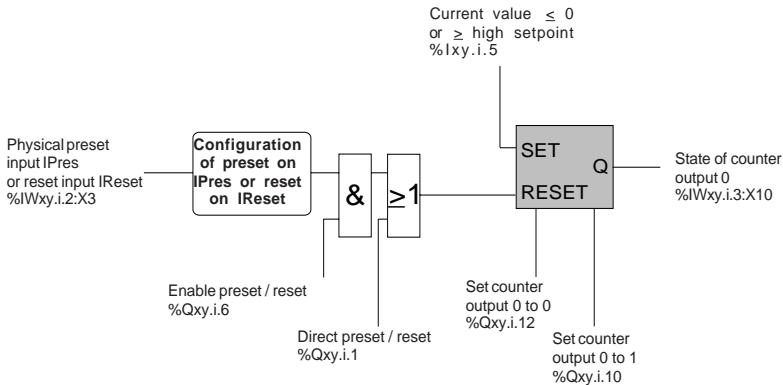 Current value ≤ 0
or ≥ high setpoint
%Ixy.i.5
Physical preset
input IPres
or reset input IReset
%IWxy.i.2:X3
Configuration
of preset on
IPres or reset
on IReset
&
≥1
SET
Q
RESET
State of counter
output 0
%IWxy.i.3:X10
Enable preset / reset
%Qxy.i.6
Direct preset / reset
%Qxy.i.1
Set counter
output 0 to 0
%Qxy.i.12
Set counter
output 0 to 1
%Qxy.i.10